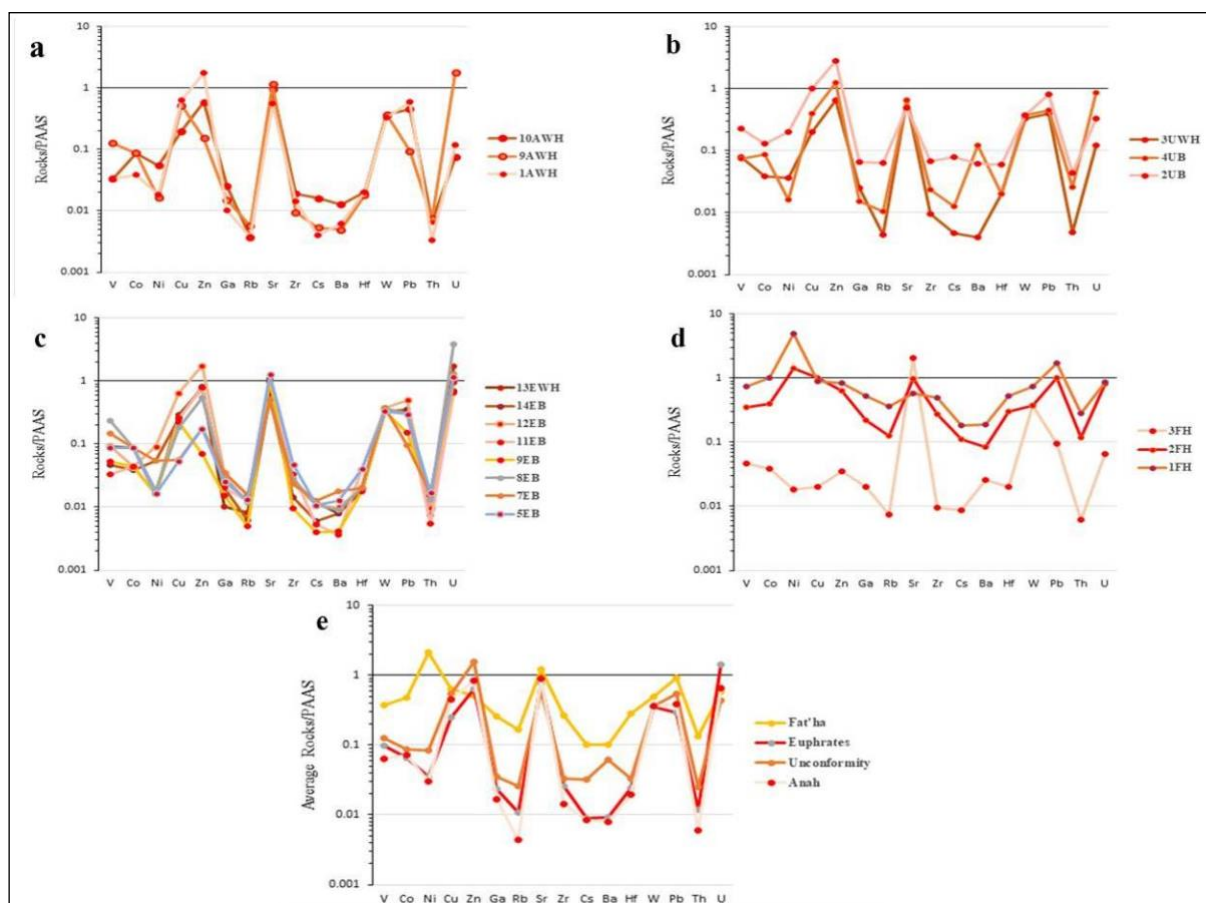 a
10
1
0.1
0.01
0.001
Rocks/PAAS
V Co Ni Cu Zn Ga Rb Sr Zr Cs Ba Hf W Pb Th U
10AWH
9AWH
1AWH
b
10
1
0.1
0.01
0.001
Rocks/PAAS
V Co Ni Cu Zn Ga Rb Sr Zr Cs Ba Hf W Pb Th U
3UWH
4UB
2UB
c
10
1
0.1
0.01
0.001
Rocks/PAAS
V Co Ni Cu Zn Ga Rb Sr Zr Cs Ba Hf W Pb Th U
13EWH
14EB
12EB
11EB
9EB
8EB
7EB
5EB
d
10
1
0.1
0.01
0.001
Rocks/PAAS
V Co Ni Cu Zn Ga Rb Sr Zr Cs Ba Hf W Pb Th U
3FH
2FH
1FH
e
10
1
0.1
0.01
0.001
Average Rocks/PAAS
V Co Ni Cu Zn Ga Rb Sr Zr Cs Ba Hf W Pb Th U
Fat'ha
Euphrates
Unconformity
Anah